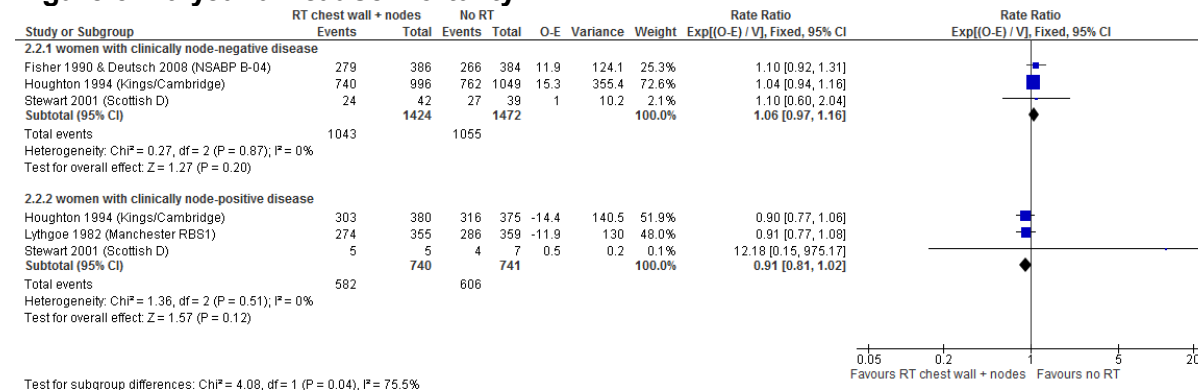 RT chest wall + nodes No RT Rate Ratio Rate Ratio
Study or Subgroup Events Total Events Total O-E Variance Weight Exp[(O-E) / V], Fixed, 95% CI Exp[(O-E) / V], Fixed, 95% CI
2.2.1 women with clinically node-negative disease
Fisher 1990 & Deutsch 2008 (NSABP B-04) 279 386 266 384 11.9 124.1 25.3% 1.10 [0.92, 1.31]
Houghton 1994 (Kings/Cambridge) 740 996 762 1049 15.3 355.4 72.6% 1.04 [0.94, 1.16]
Stewart 2001 (Scottish D) 24 42 27 39 1 10.2 2.1% 1.10 [0.60, 2.04]
Subtotal (95% CI) 1424 1472 100.0% 1.06 [0.97, 1.16]
Total events 1043 1055
Heterogeneity: Chi² = 0.27, df = 2 (P = 0.87); I² = 0%
Test for overall effect: Z = 1.27 (P = 0.20)
2.2.2 women with clinically node-positive disease
Houghton 1994 (Kings/Cambridge) 303 380 316 375 -14.4 140.5 51.9% 0.90 [0.77, 1.06]
Lythgoe 1982 (Manchester RBS1) 274 355 286 359 -11.9 130 48.0% 0.91 [0.77, 1.08]
Stewart 2001 (Scottish D) 5 5 4 7 0.5 0.2 0.1% 12.18 [0.15, 975.17]
Subtotal (95% CI) 740 741 100.0% 0.91 [0.81, 1.02]
Total events 582 606
Heterogeneity: Chi² = 1.36, df = 2 (P = 0.51); I² = 0%
Test for overall effect: Z = 1.57 (P = 0.12)
0.05 0.2 1 5 20
Favours RT chest wall + nodes Favours no RT
Test for subgroup differences: Chi² = 4.08, df = 1 (P = 0.04), I² = 75.5%